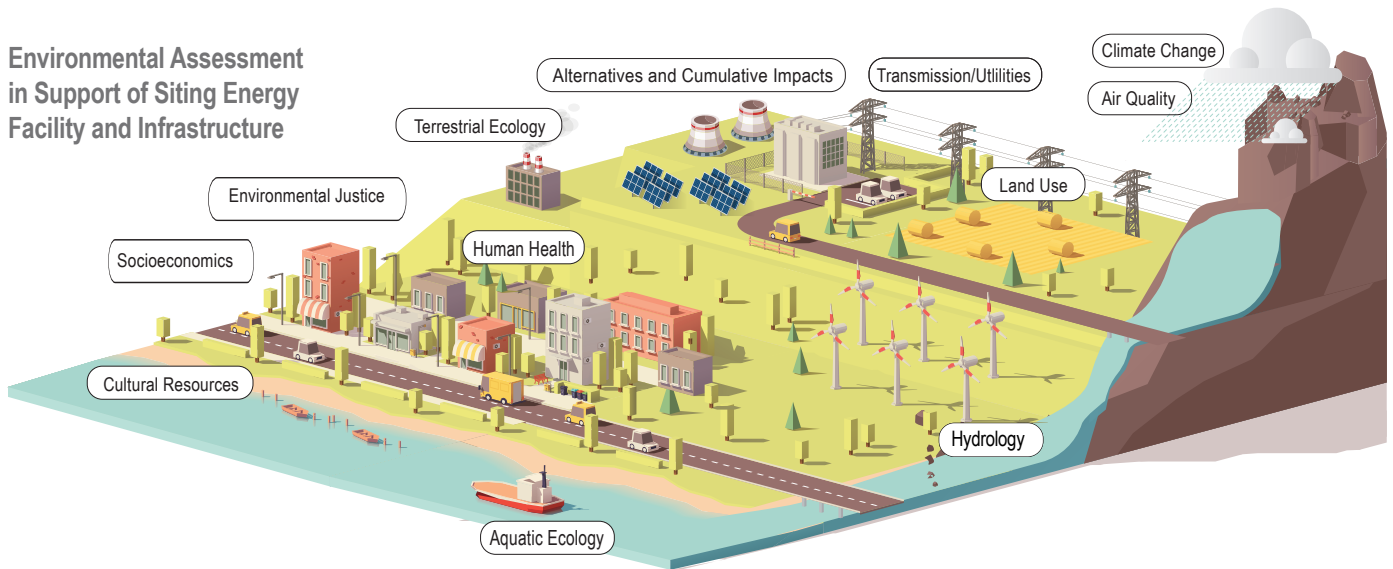 Environmental Assessment
in Support of Siting Energy
Facility and Infrastructure
Climate Change
Alternatives and Cumulative Impacts
Transmission/Utlilities
Air Quality
Terrestrial Ecology
Land Use
Environmental Justice
Human Health
Socioeconomics
Cultural Resources
Hydrology
Aquatic Ecology